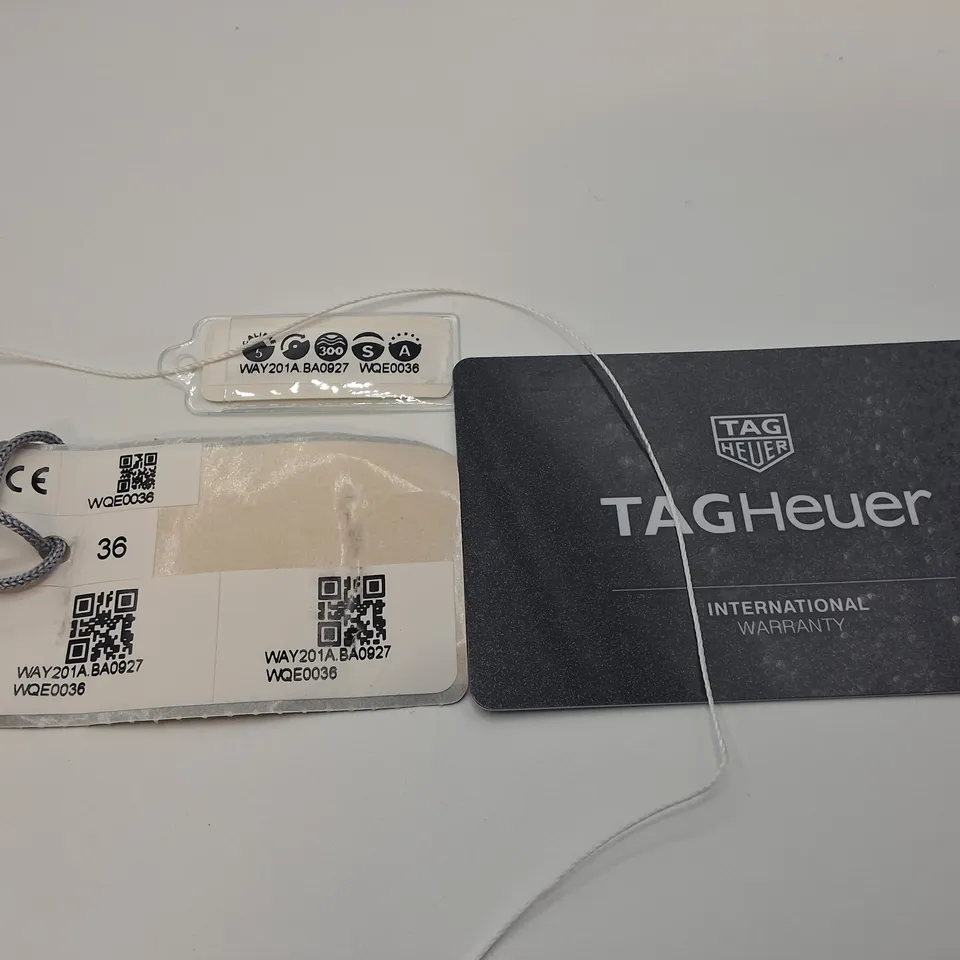 CALIBRE
5 300 S A
WAY201A.BA0927 WQE0036
CE
WQE0036
36
WAY201A.BA0927
WQE0036
WAY201A.BA0927
WQE0036
TAG
HEUER
TAGHeuer
INTERNATIONAL
WARRANTY